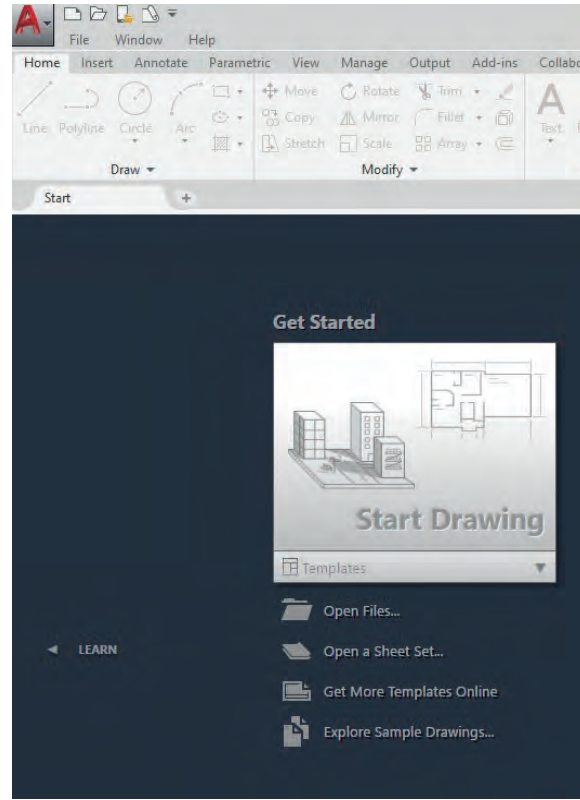 A
File Window Help
Home Insert Annotate Parametric View Manage Output Add-ins Collabo
Line Polyline Circle Arc
Move Rotate Trim
Copy Mirror Fillet
Stretch Scale Array
A
Text
Draw Modify
Start +
Get Started
Start Drawing
Templates
Open Files...
LEARN Open a Sheet Set...
Get More Templates Online
Explore Sample Drawings...